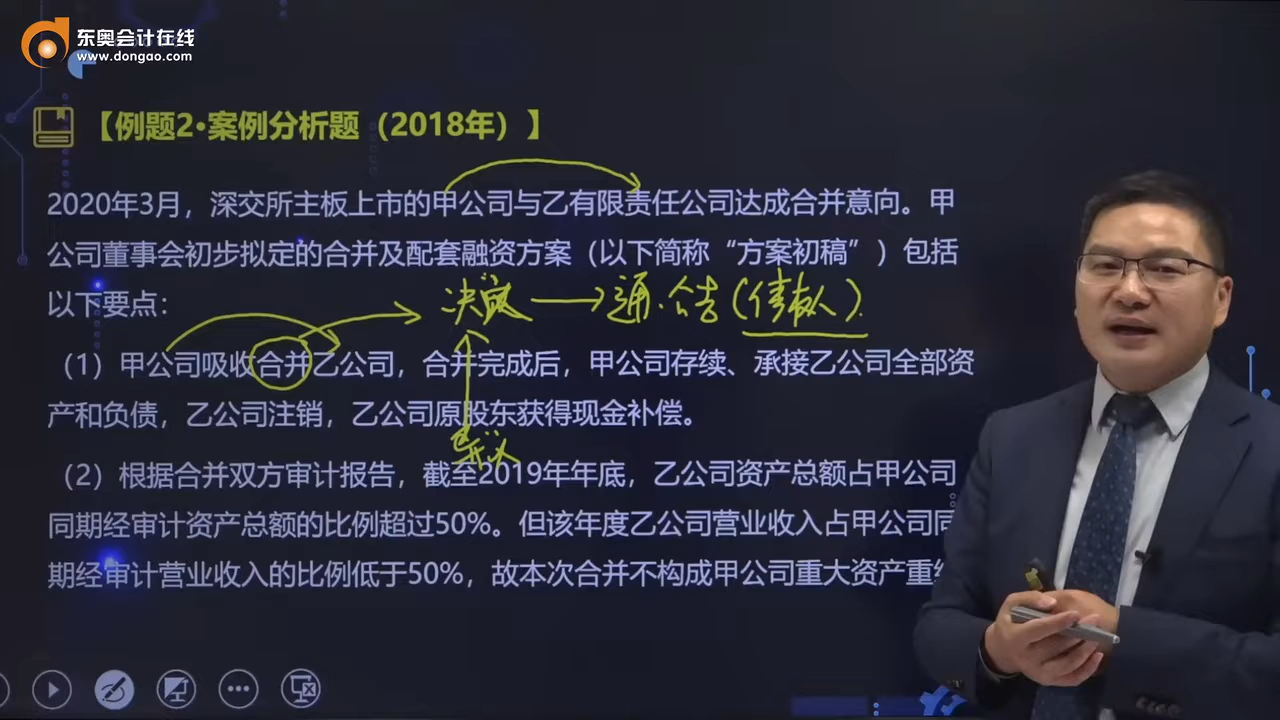 东奥会计在线
www.dongao.com
【例题2•案例分析题（2018年）】
2020年3月，深交所主板上市的甲公司与乙有限责任公司达成合并意向。甲
公司董事会初步拟定的合并及配套融资方案（以下简称“方案初稿”）包括
以下要点：
决议 通.公告(债权人).
（1）甲公司吸收合并乙公司，合并完成后，甲公司存续、承接乙公司全部资
产和负债，乙公司注销，乙公司原股东获得现金补偿。
异议
（2）根据合并双方审计报告，截至2019年年底，乙公司资产总额占甲公司
同期经审计资产总额的比例超过50%。但该年度乙公司营业收入占甲公司同
期经审计营业收入的比例低于50%，故本次合并不构成甲公司重大资产重组